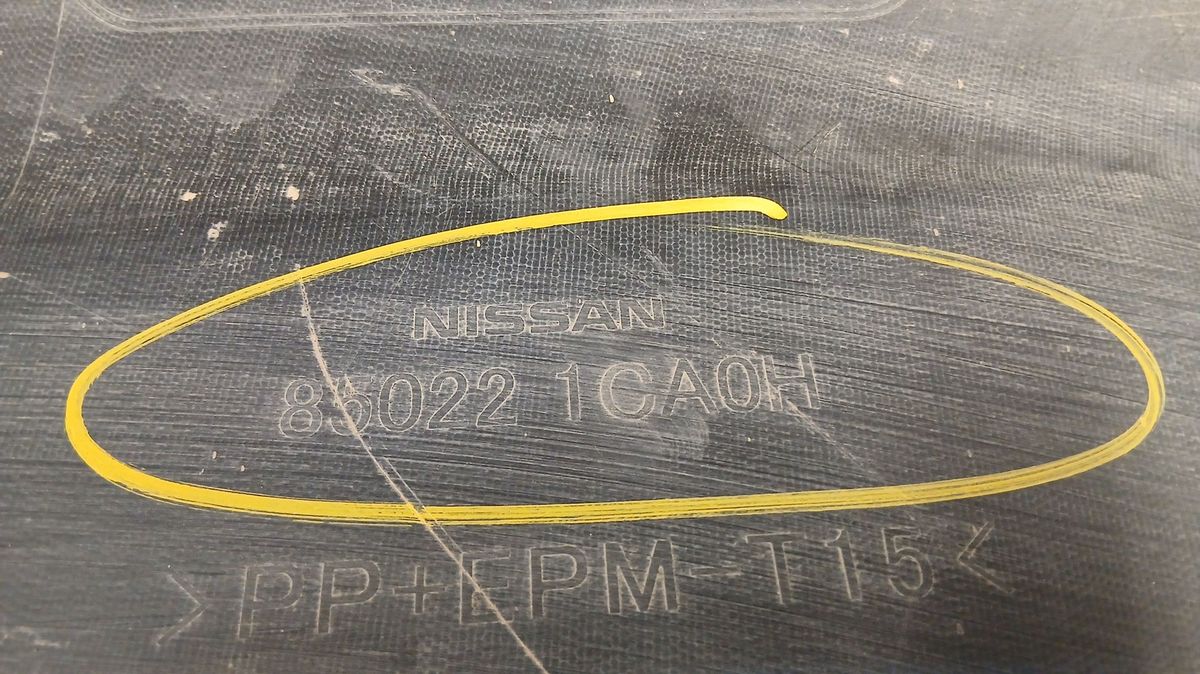 NISSAN
85022 1CA0H
>PP+EPM-T15<